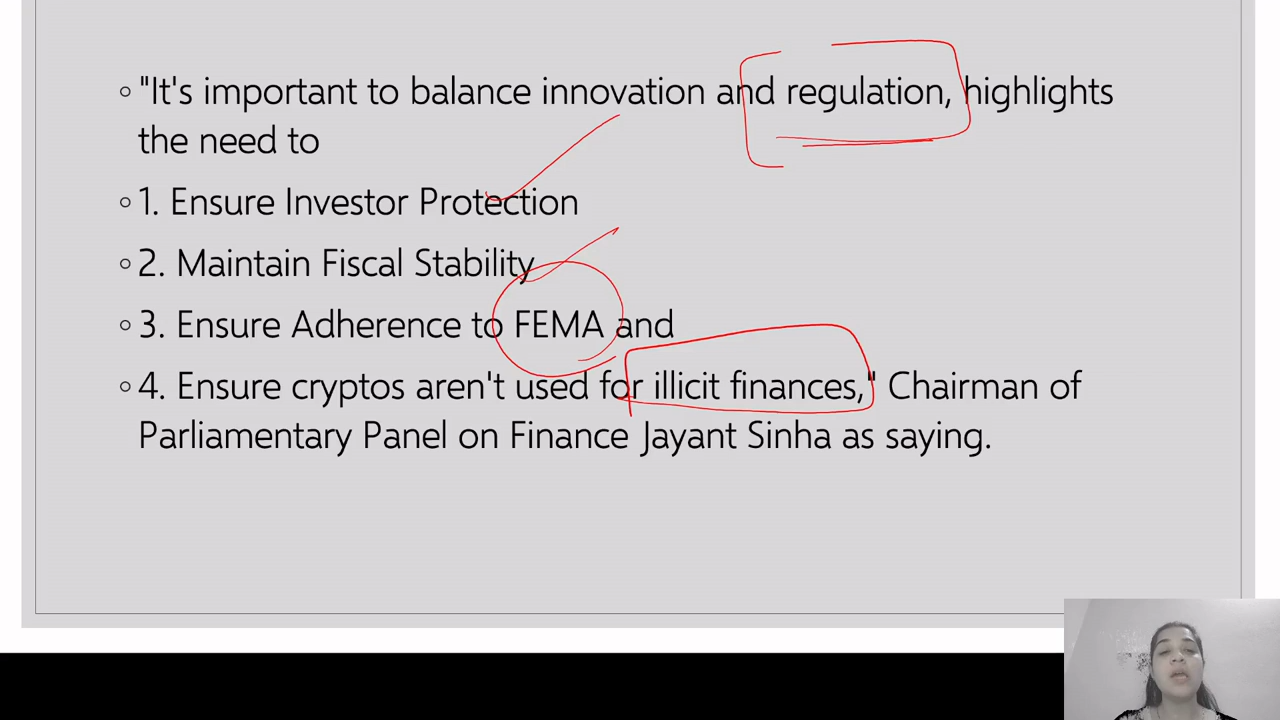 ◦ "It's important to balance innovation and regulation, highlights
the need to
◦ 1. Ensure Investor Protection
◦ 2. Maintain Fiscal Stability
◦ 3. Ensure Adherence to FEMA and
◦ 4. Ensure cryptos aren't used for illicit finances," Chairman of
Parliamentary Panel on Finance Jayant Sinha as saying.